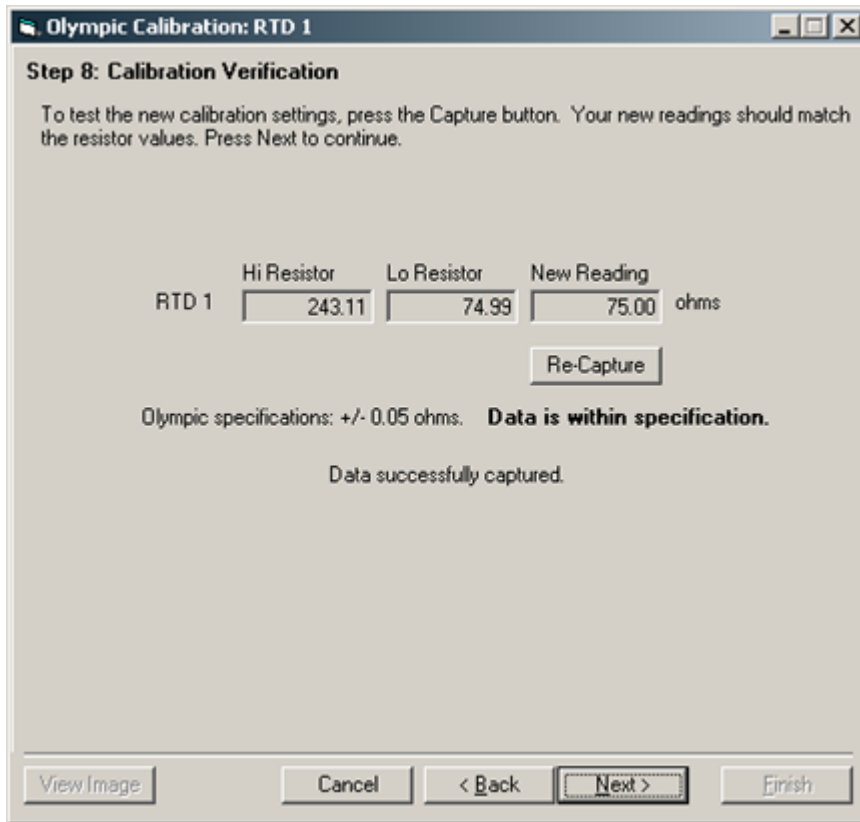 Olympic Calibration: RTD 1
Step 8: Calibration Verification
To test the new calibration settings, press the Capture button. Your new readings should match
the resistor values. Press Next to continue.
Hi Resistor Lo Resistor New Reading
RTD 1 243.11 74.99 75.00 ohms
Re-Capture
Olympic specifications: +/- 0.05 ohms. Data is within specification.
Data successfully captured.
View Image Cancel < Back Next > Finish